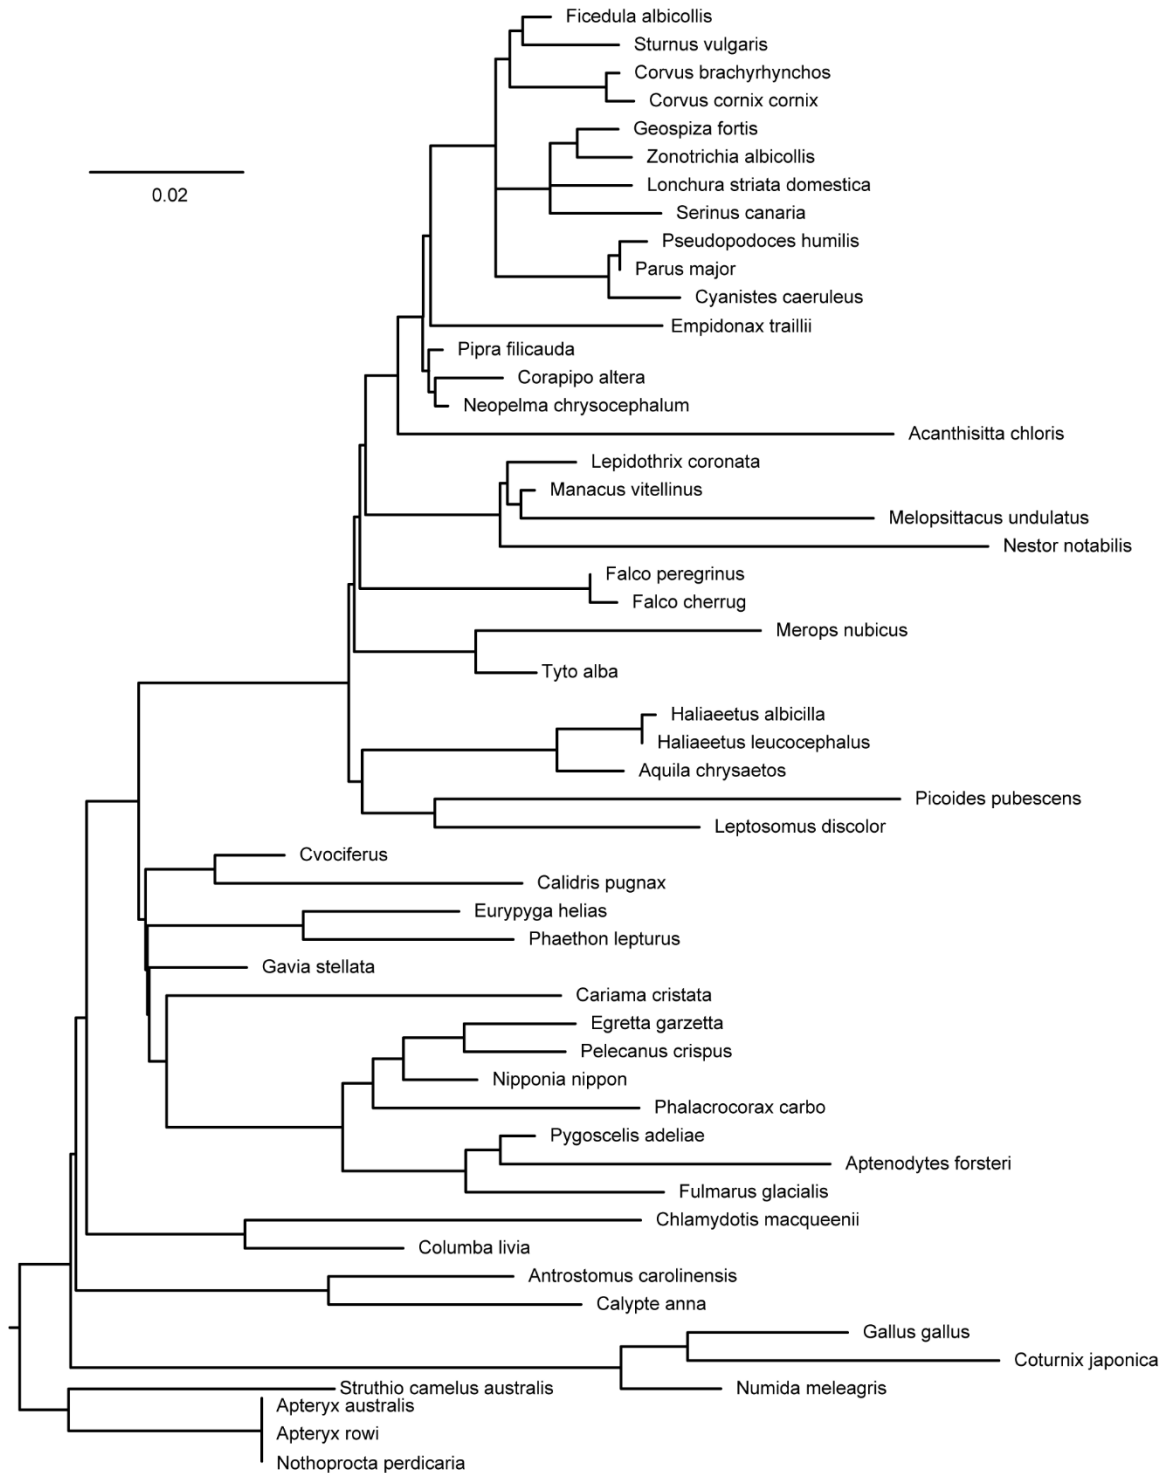 Ficedula albicollis
Sturnus vulgaris
Corvus brachyrhynchos
Corvus cornix cornix
Geospiza fortis
Zonotrichia albicollis
0.02
Lonchura striata domestica
Serinus canaria
Pseudopodoces humilis
Parus major
Cyanistes caeruleus
Empidonax traillii
Pipra filicauda
Corapipo altera
Neopelma chrysocephalum
Acanthisitta chloris
Lepidothrix coronata
Manacus vitellinus
Melopsittacus undulatus
Nestor notabilis
Falco peregrinus
Falco cherrug
Merops nubicus
Tyto alba
Haliaeetus albicilla
Haliaeetus leucocephalus
Aquila chrysaetos
Picoides pubescens
Leptosomus discolor
Cvociferus
Calidris pugnax
Eurypyga helias
Phaethon lepturus
Gavia stellata
Cariama cristata
Egretta garzetta
Pelecanus crispus
Nipponia nippon
Phalacrocorax carbo
Pygoscelis adeliae
Aptenodytes forsteri
Fulmarus glacialis
Chlamydotis macqueenii
Columba livia
Antrostomus carolinensis
Calypte anna
Gallus gallus
Coturnix japonica
Numida meleagris
Struthio camelus australis
Apteryx australis
Apteryx rowi
Nothoprocta perdicaria